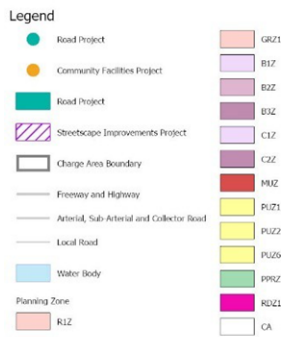 Legend
Road Project
Community Facilities Project
Road Project
Streetscape Improvements Project
Charge Area Boundary
Freeway and Highway
Arterial, Sub-Arterial and Collector Road
Local Road
Water Body
Planning Zone
R1Z
GRZ1
B1Z
B2Z
B3Z
C1Z
C2Z
MUZ
PUZ1
PUZ2
PUZ6
PPRZ
RDZ1
CA